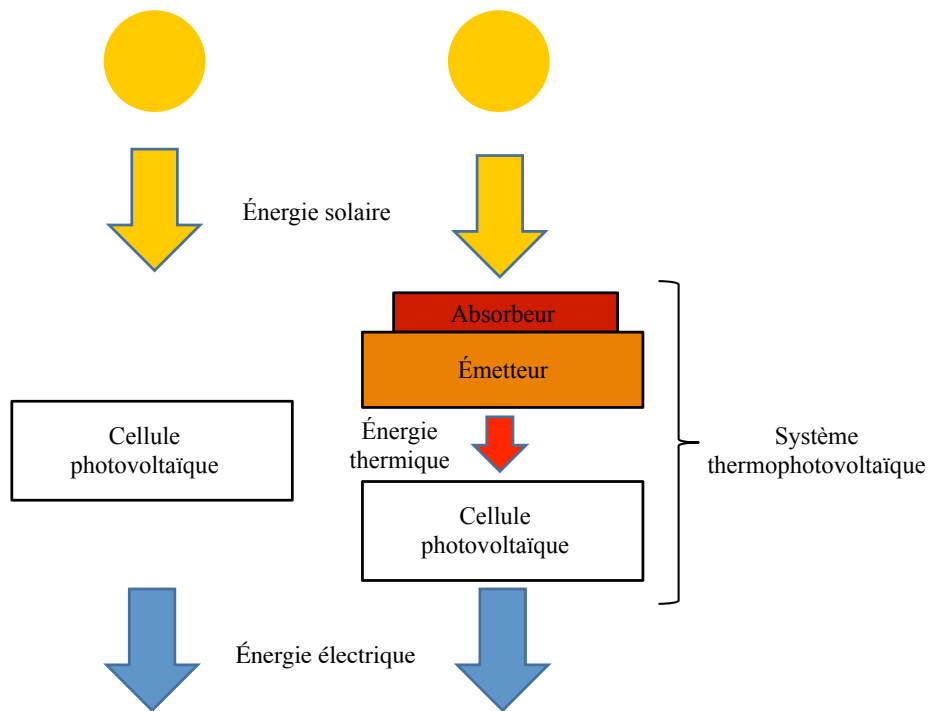 Énergie solaire
Absorbeur
Émetteur
Cellule
photovoltaïque
Énergie
thermique
Système
thermophotovoltaïque
Cellule
photovoltaïque
Énergie électrique